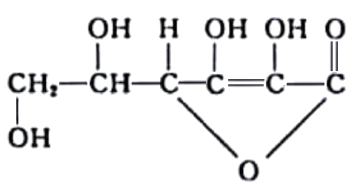 OH H OH OH O
CH₂—CH—C—C=C—C
OH
O